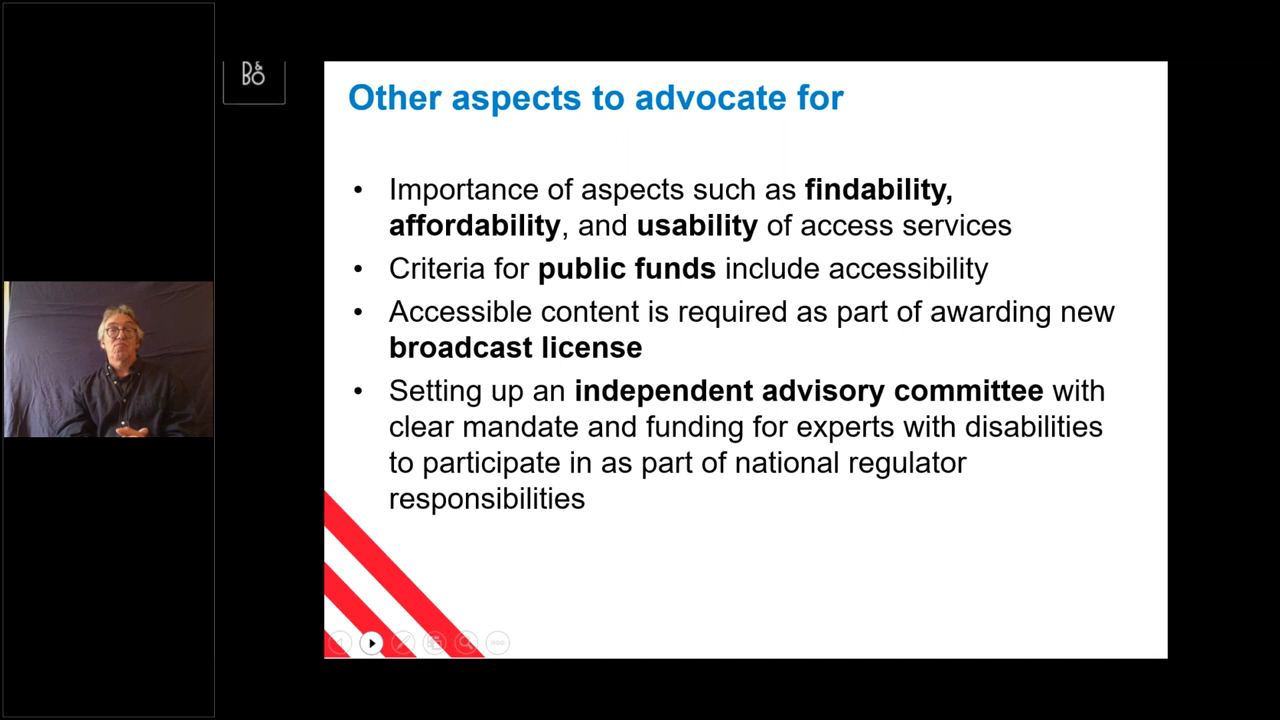 B&
BO
Other aspects to advocate for
• Importance of aspects such as findability,
affordability, and usability of access services
• Criteria for public funds include accessibility
• Accessible content is required as part of awarding new
broadcast license
• Setting up an independent advisory committee with
clear mandate and funding for experts with disabilities
to participate in as part of national regulator
responsibilities